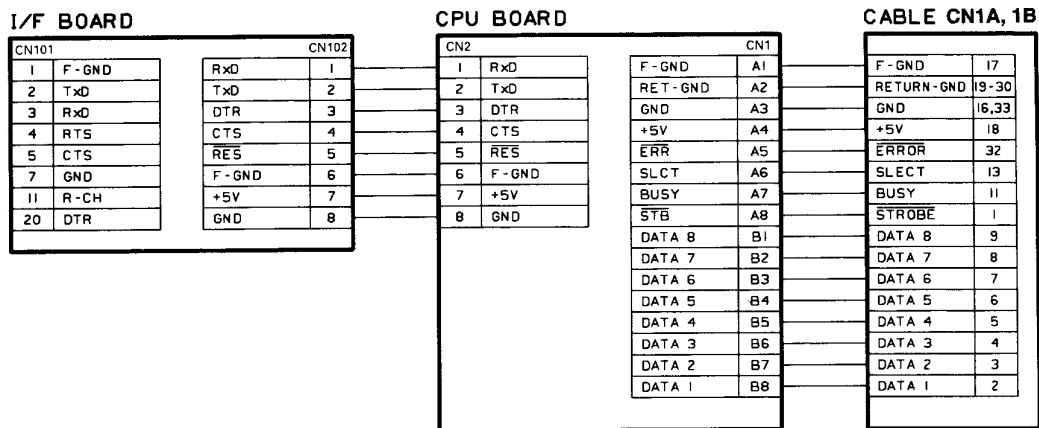 I/F BOARD
CN101 CN102
1 F-GND RxD 1
2 TxD TxD 2
3 RxD DTR 3
4 RTS CTS 4
5 CTS R̅E̅S̅ 5
7 GND F-GND 6
11 R-CH +5V 7
20 DTR GND 8
CPU BOARD
CN2 CN1
1 RxD F-GND A1
2 TxD RET-GND A2
3 DTR GND A3
4 CTS +5V A4
5 R̅E̅S̅ E̅R̅R̅ A5
6 F-GND SLCT A6
7 +5V BUSY A7
8 GND S̅T̅B̅ A8
DATA 8 B1
DATA 7 B2
DATA 6 B3
DATA 5 B4
DATA 4 B5
DATA 3 B6
DATA 2 B7
DATA 1 B8
CABLE CN1A, 1B
F-GND 17
RETURN-GND 19-30
GND 16,33
+5V 18
E̅R̅R̅O̅R̅ 32
SLECT 13
BUSY 11
S̅T̅R̅O̅B̅E̅ 1
DATA 8 9
DATA 7 8
DATA 6 7
DATA 5 6
DATA 4 5
DATA 3 4
DATA 2 3
DATA 1 2